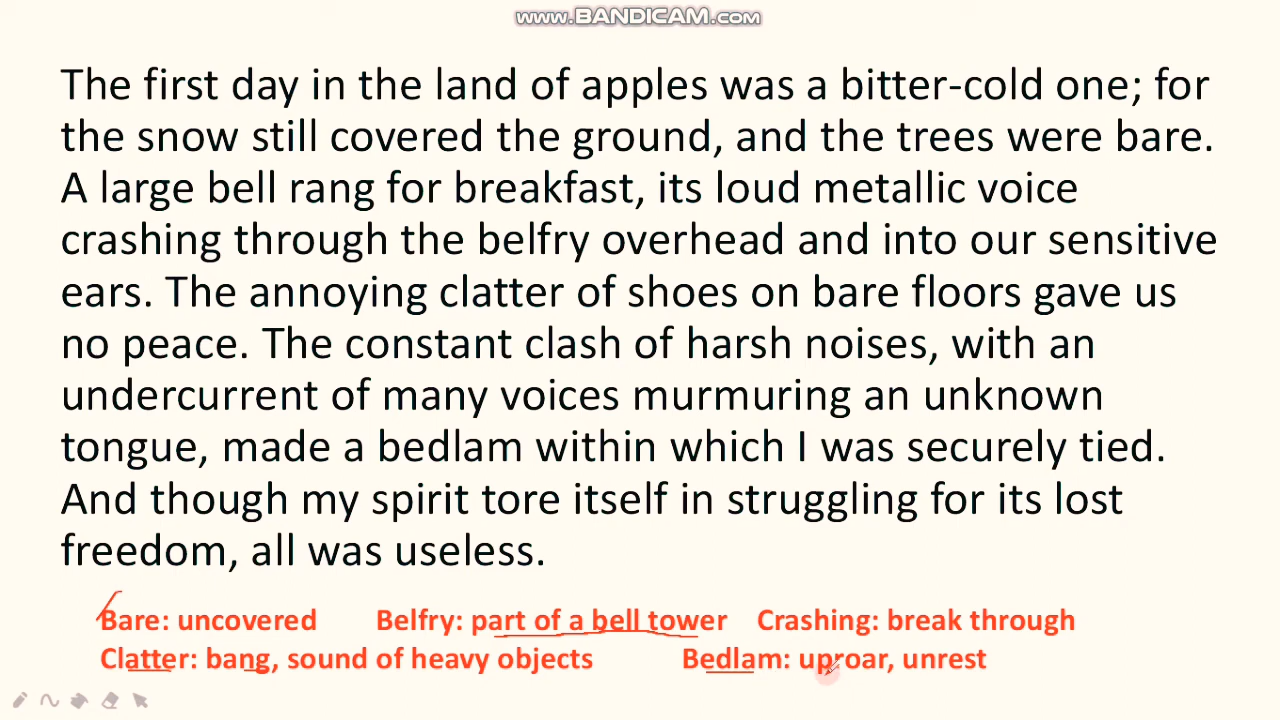 www.BANDICAM.com
The first day in the land of apples was a bitter-cold one; for
the snow still covered the ground, and the trees were bare.
A large bell rang for breakfast, its loud metallic voice
crashing through the belfry overhead and into our sensitive
ears. The annoying clatter of shoes on bare floors gave us
no peace. The constant clash of harsh noises, with an
undercurrent of many voices murmuring an unknown
tongue, made a bedlam within which I was securely tied.
And though my spirit tore itself in struggling for its lost
freedom, all was useless.
Bare: uncovered Belfry: part of a bell tower Crashing: break through
Clatter: bang, sound of heavy objects Bedlam: uproar, unrest